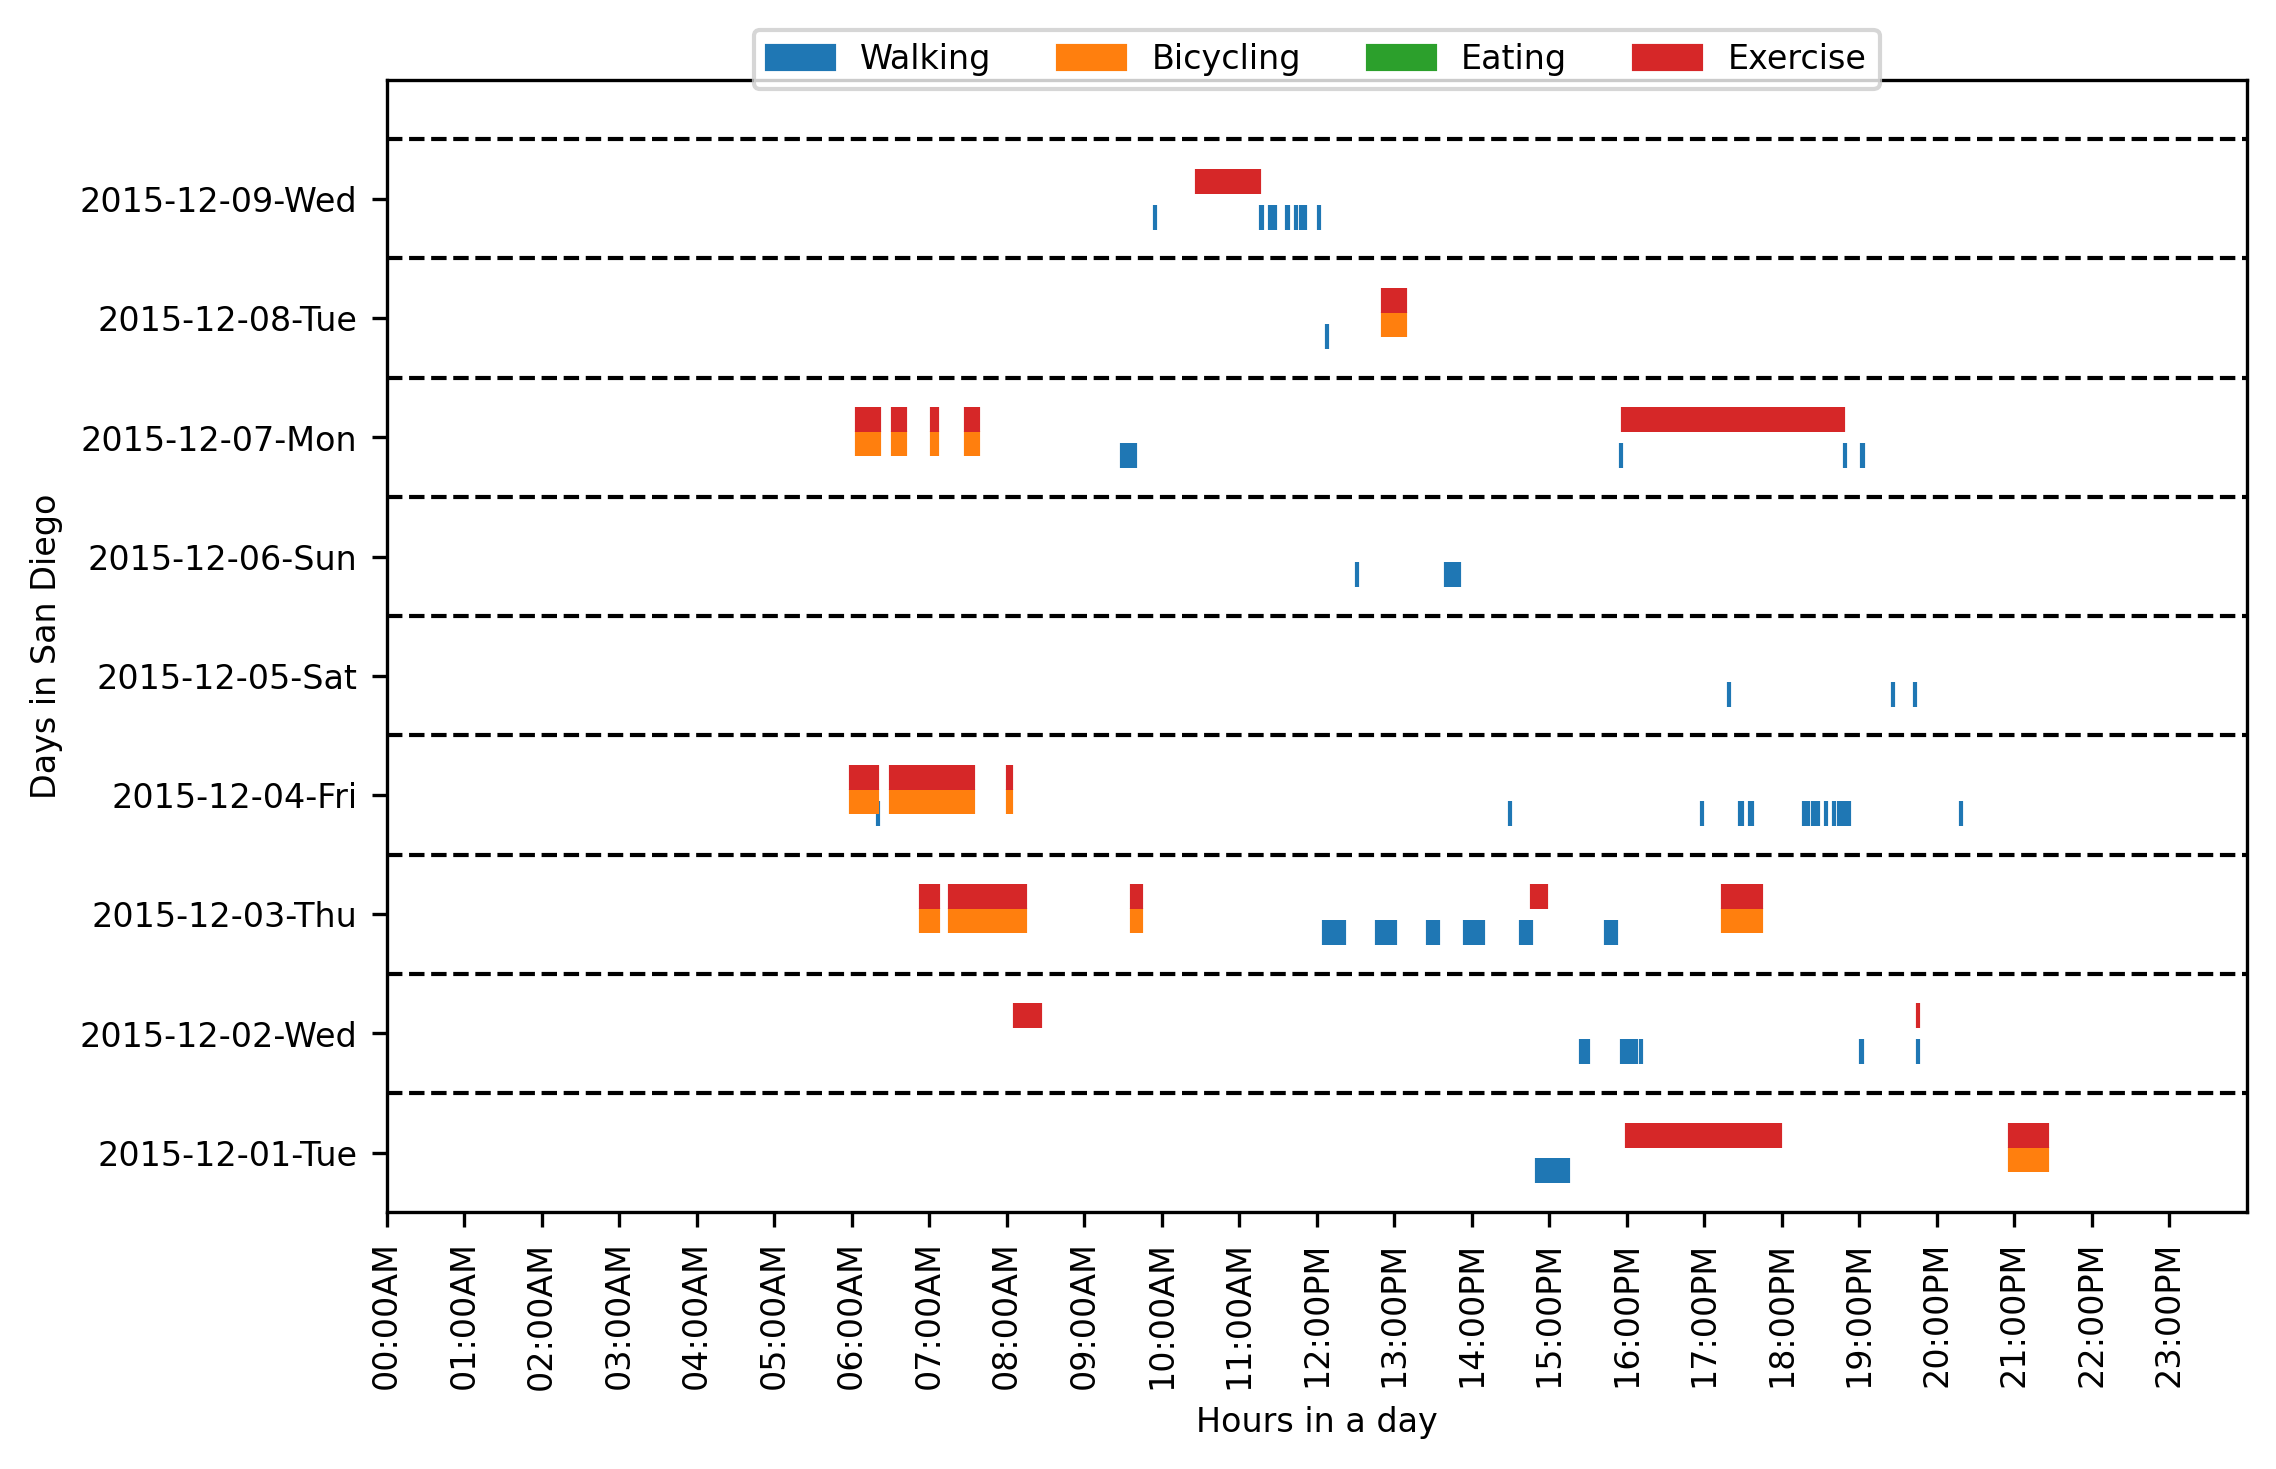 Walking Bicycling Eating Exercise
2015-12-09-Wed
2015-12-08-Tue
2015-12-07-Mon
2015-12-06-Sun
2015-12-05-Sat
2015-12-04-Fri
2015-12-03-Thu
2015-12-02-Wed
2015-12-01-Tue
Days in San Diego
00:00AM
01:00AM
02:00AM
03:00AM
04:00AM
05:00AM
06:00AM
07:00AM
08:00AM
09:00AM
10:00AM
11:00AM
12:00PM
13:00PM
14:00PM
15:00PM
16:00PM
17:00PM
18:00PM
19:00PM
20:00PM
21:00PM
22:00PM
23:00PM
Hours in a day